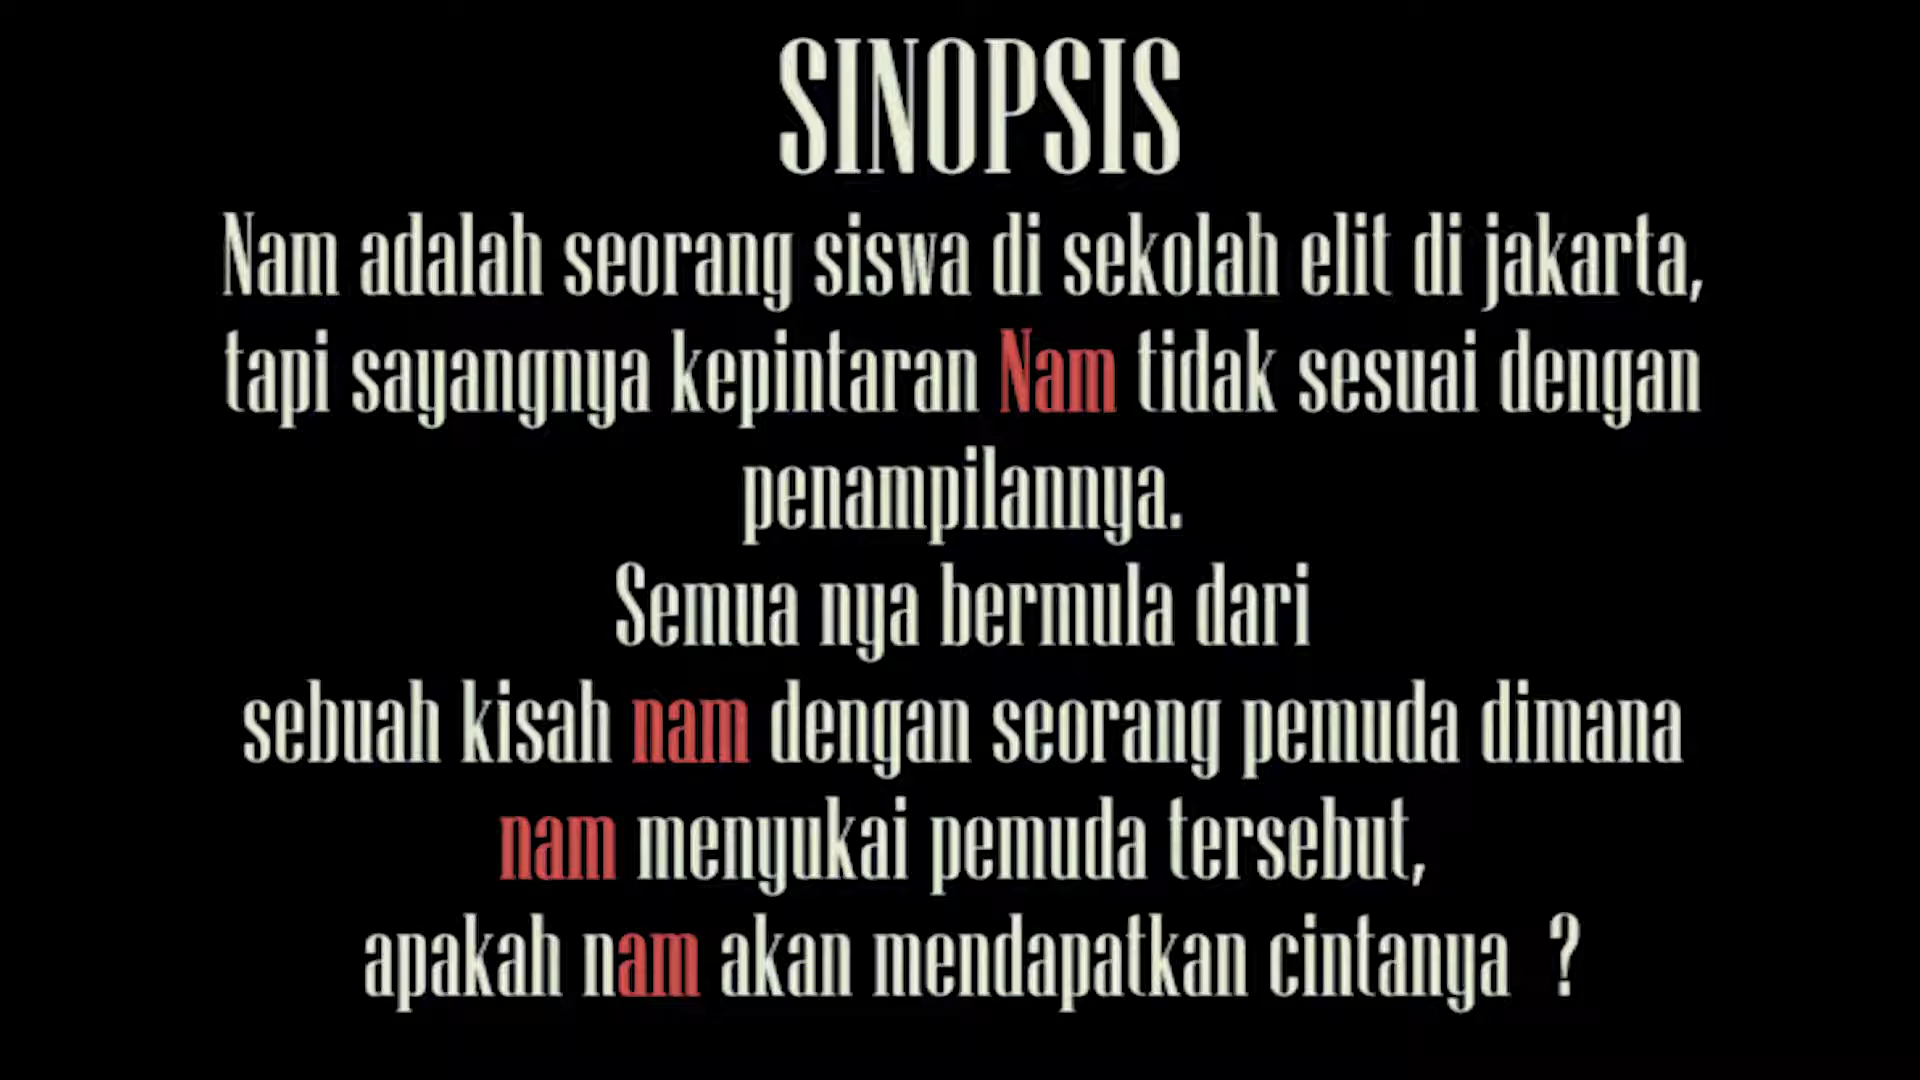 SINOPSIS
Nam adalah seorang siswa di sekolah elit di jakarta,
tapi sayangnya kepintaran Nam tidak sesuai dengan
penampilannya.
Semua nya bermula dari
sebuah kisah nam dengan seorang pemuda dimana
nam menyukai pemuda tersebut,
apakah nam akan mendapatkan cintanya  ?